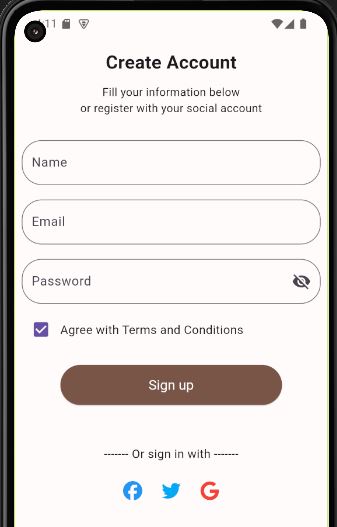 Create Account
Fill your information below
or register with your social account
Name
Email
Password
Agree with Terms and Conditions
Sign up
------- Or sign in with -------